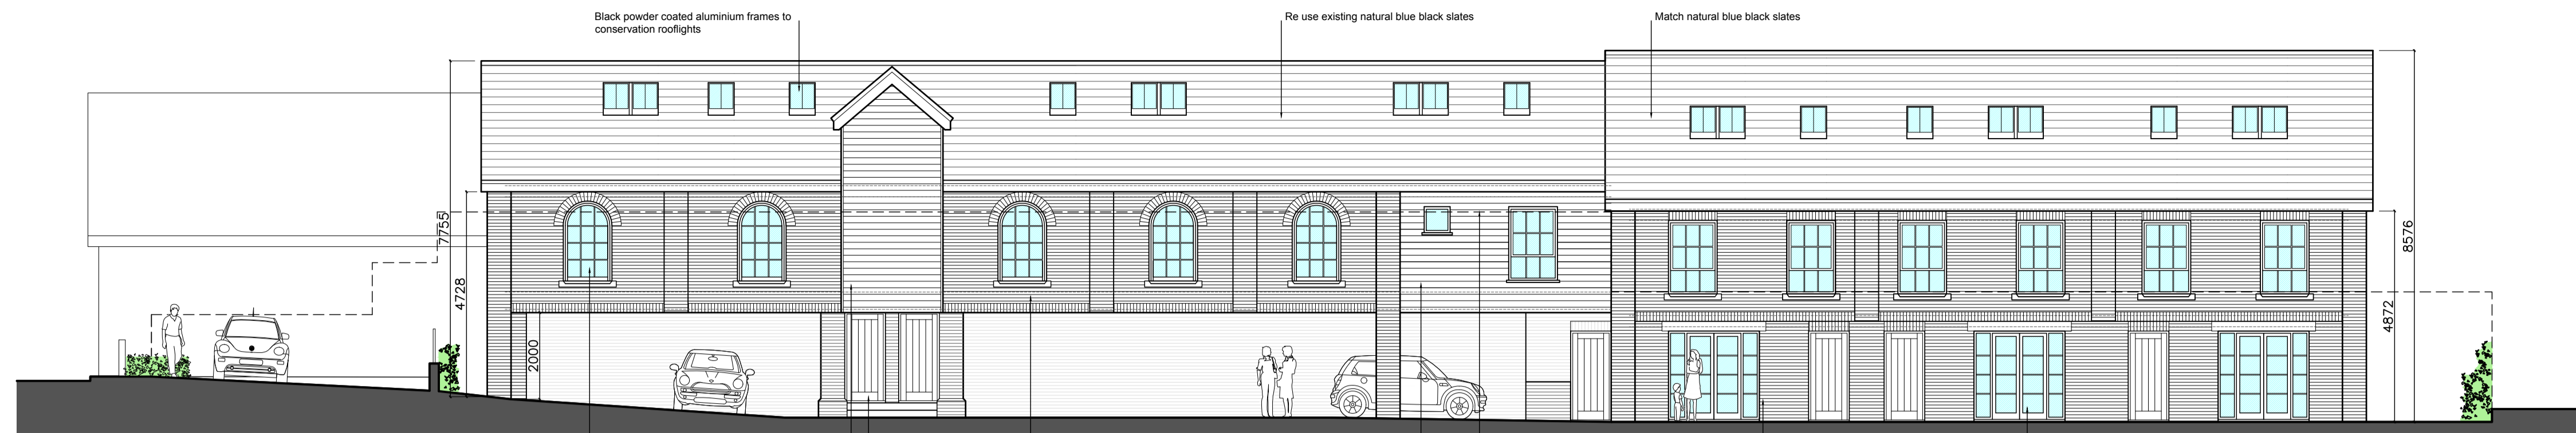 Black powder coated aluminium frames to
conservation rooflights
Re use existing natural blue black slates
Match natural blue black slates
7755
4728
2000
8576
4872